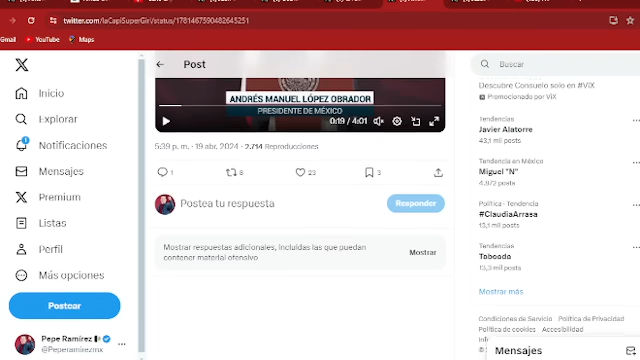 twitter.com/laCapiSuperGirl/status/1781467590482645251
Gmail
YouTube
Maps
Inicio
Explorar
1
Notificaciones
Mensajes
Premium
Listas
Perfil
Más opciones
Postear
Pepe Ramírez
@Peperamirezmx
Post
ANDRÉS MANUEL LÓPEZ OBRADOR
PRESIDENTE DE MÉXICO
0:19 / 4:01
5:39 p. m. · 19 abr. 2024 · 2.714 Reproducciones
1
8
23
3
Postea tu respuesta
Responder
Mostrar respuestas adicionales, incluidas las que puedan
contener material ofensivo
Mostrar
Buscar
Descubre Consuelo solo en #ViX
Promocionado por ViX
Tendencias
Javier Alatorre
43,1 mil posts
Tendencia en México
Miguel "N"
4.972 posts
Política · Tendencia
#ClaudiaArrasa
13,1 mil posts
Tendencias
Taboada
13,3 mil posts
Mostrar más
Condiciones de Servicio
Política de Privacidad
Política de cookies
Accesibilidad
Mensajes